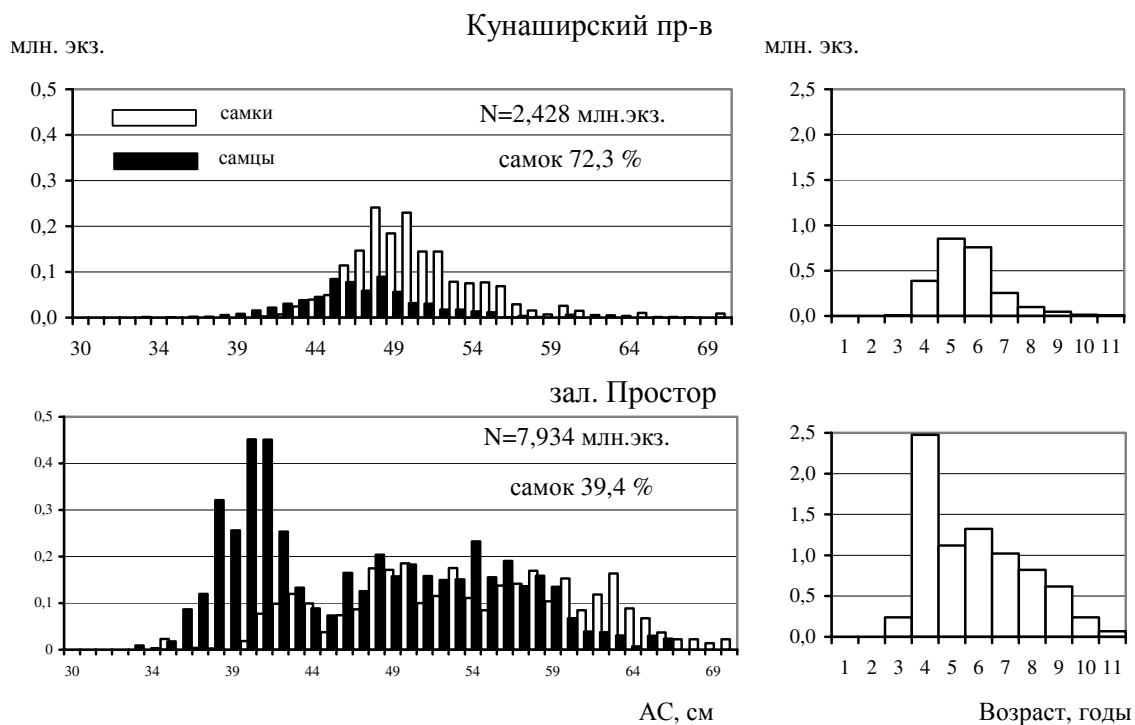 Кунаширский пр-в
млн. экз.
млн. экз.
0,5
0,4
0,3
0,2
0,1
0,0
самки
самцы
N=2,428 млн.экз.
самок 72,3 %
30 34 39 44 49 54 59 64 69
2,5
2,0
1,5
1,0
0,5
0,0
1 2 3 4 5 6 7 8 9 10 11
зал. Простор
0,5
0,4
0,3
0,2
0,1
0
N=7,934 млн.экз.
самок 39,4 %
30 34 39 44 49 54 59 64 69
АС, см
2,5
2,0
1,5
1,0
0,5
0,0
1 2 3 4 5 6 7 8 9 10 11
Возраст, годы